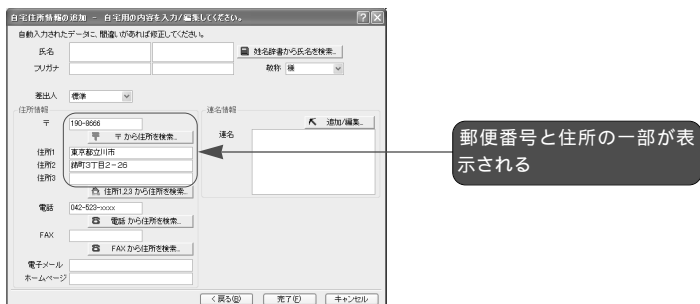 自宅住所情報の追加 - 自宅用の内容を入力/編集してください。
自動入力されたデータに、間違いがあれば修正してください。
氏名
姓名辞書から氏名を検索...
フリガナ
敬称 様
差出人 標準
住所情報
連名情報
〒 190-8666
追加/編集...
〒 から住所を検索...
連名
住所1 東京都立川市
住所2 錦町3丁目2-26
住所3
住所1,2,3 から住所を検索...
電話 042-523-xxxx
電話 から住所を検索...
FAX
FAX から住所を検索...
電子メール
ホームページ
< 戻る(B) 完了(F) キャンセル
郵便番号と住所の一部が表
示される